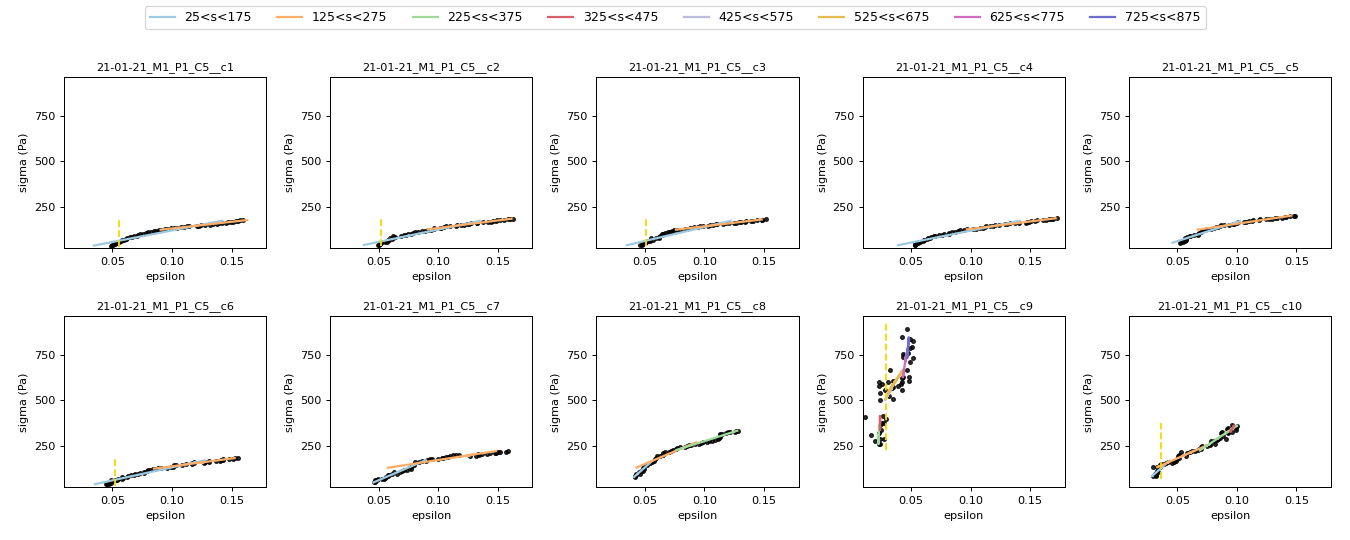 25<s<175 125<s<275 225<s<375 325<s<475 425<s<575 525<s<675 625<s<775 725<s<875
21-01-21_M1_P1_C5__c1 21-01-21_M1_P1_C5__c2 21-01-21_M1_P1_C5__c3 21-01-21_M1_P1_C5__c4 21-01-21_M1_P1_C5__c5
750 750 750 750 750
sigma (Pa) sigma (Pa) sigma (Pa) sigma (Pa) sigma (Pa)
500 500 500 500 500
250 250 250 250 250
0.05 0.10 0.15 0.05 0.10 0.15 0.05 0.10 0.15 0.05 0.10 0.15 0.05 0.10 0.15
epsilon epsilon epsilon epsilon epsilon
21-01-21_M1_P1_C5__c6 21-01-21_M1_P1_C5__c7 21-01-21_M1_P1_C5__c8 21-01-21_M1_P1_C5__c9 21-01-21_M1_P1_C5__c10
750 750 750 750 750
sigma (Pa) sigma (Pa) sigma (Pa) sigma (Pa) sigma (Pa)
500 500 500 500 500
250 250 250 250 250
0.05 0.10 0.15 0.05 0.10 0.15 0.05 0.10 0.15 0.05 0.10 0.15 0.05 0.10 0.15
epsilon epsilon epsilon epsilon epsilon